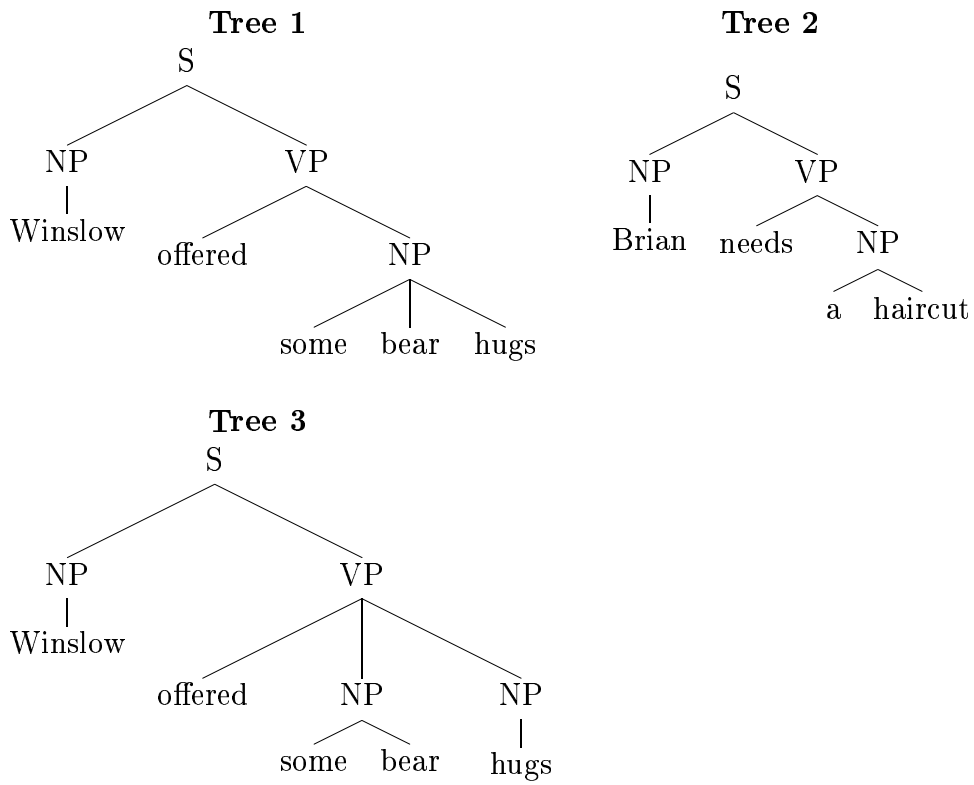 Tree 1
S
NP VP
Winslow offered NP
some bear hugs
Tree 2
S
NP VP
Brian needs NP
a haircut
Tree 3
S
NP VP
Winslow
offered NP NP
some bear hugs